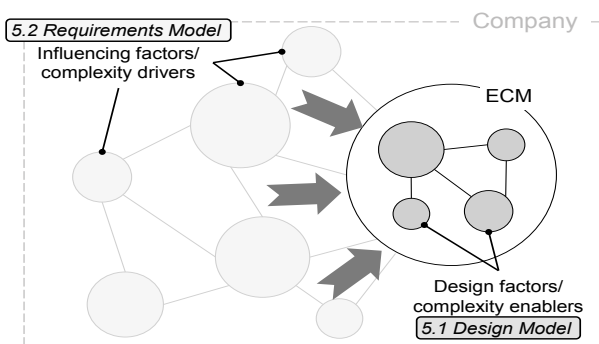 Company
5.2 Requirements Model
Influencing factors/
complexity drivers
ECM
Design factors/
complexity enablers
5.1 Design Model